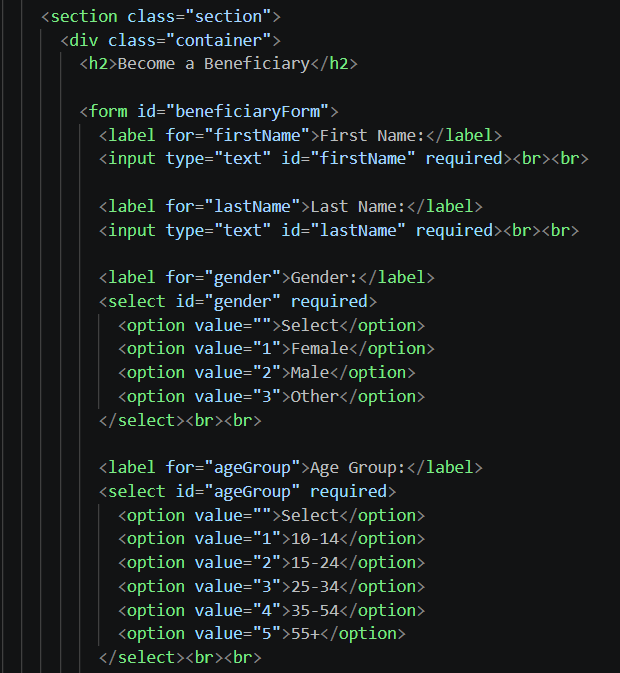 <section class="section">
<div class="container">
<h2>Become a Beneficiary</h2>
<form id="beneficiaryForm">
<label for="firstName">First Name:</label>
<input type="text" id="firstName" required><br><br>
<label for="lastName">Last Name:</label>
<input type="text" id="lastName" required><br><br>
<label for="gender">Gender:</label>
<select id="gender" required>
<option value="">Select</option>
<option value="1">Female</option>
<option value="2">Male</option>
<option value="3">Other</option>
</select><br><br>
<label for="ageGroup">Age Group:</label>
<select id="ageGroup" required>
<option value="">Select</option>
<option value="1">10-14</option>
<option value="2">15-24</option>
<option value="3">25-34</option>
<option value="4">35-54</option>
<option value="5">55+</option>
</select><br><br>